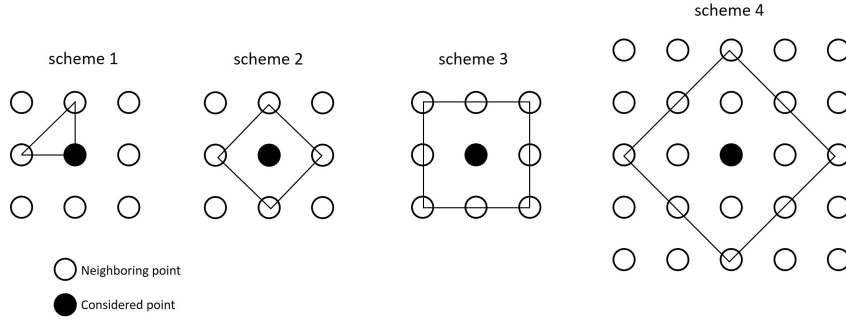 scheme 1
scheme 2
scheme 3
scheme 4
Neighboring point
Considered point